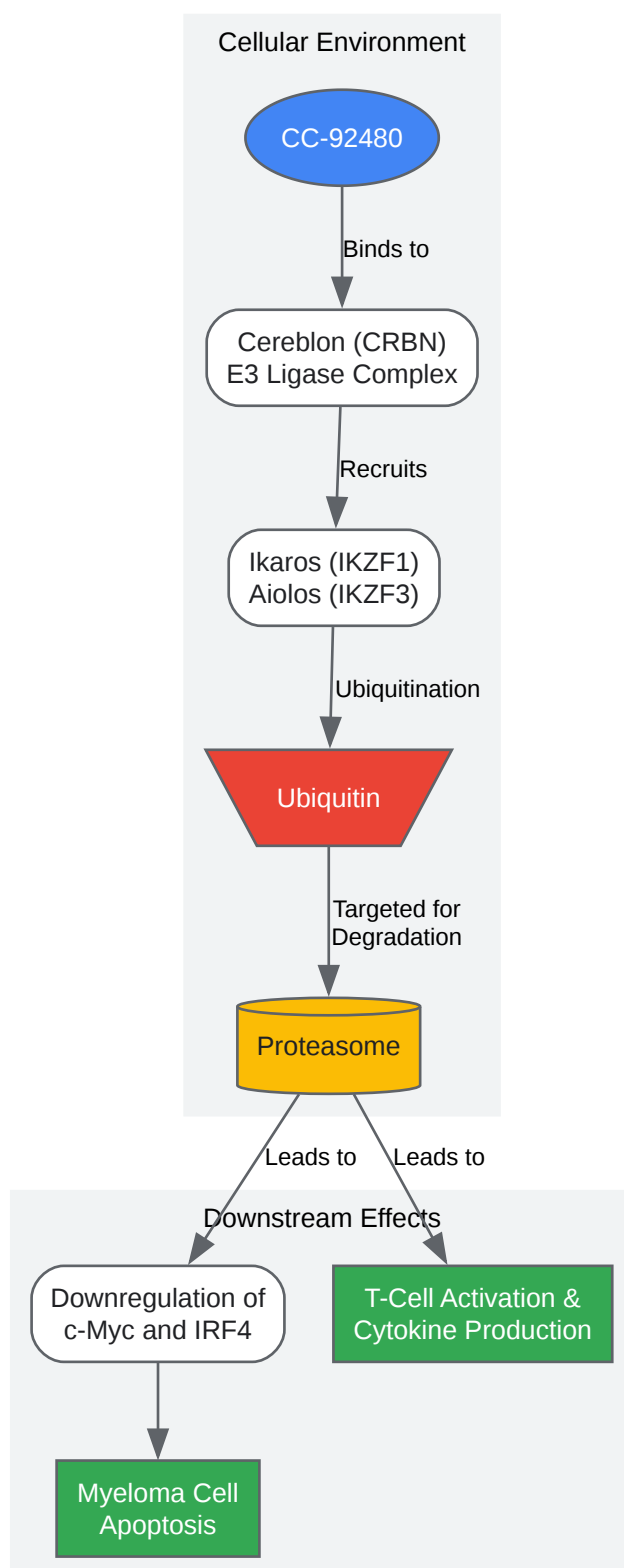 Cellular Environment
CC-92480
Binds to
Cereblon (CRBN)
E3 Ligase Complex
Recruits
Ikaros (IKZF1)
Aiolos (IKZF3)
Ubiquitination
Ubiquitin
Targeted for
Degradation
Proteasome
Leads to
Leads to
Downstream Effects
Downregulation of
c-Myc and IRF4
T-Cell Activation &
Cytokine Production
Myeloma Cell
Apoptosis